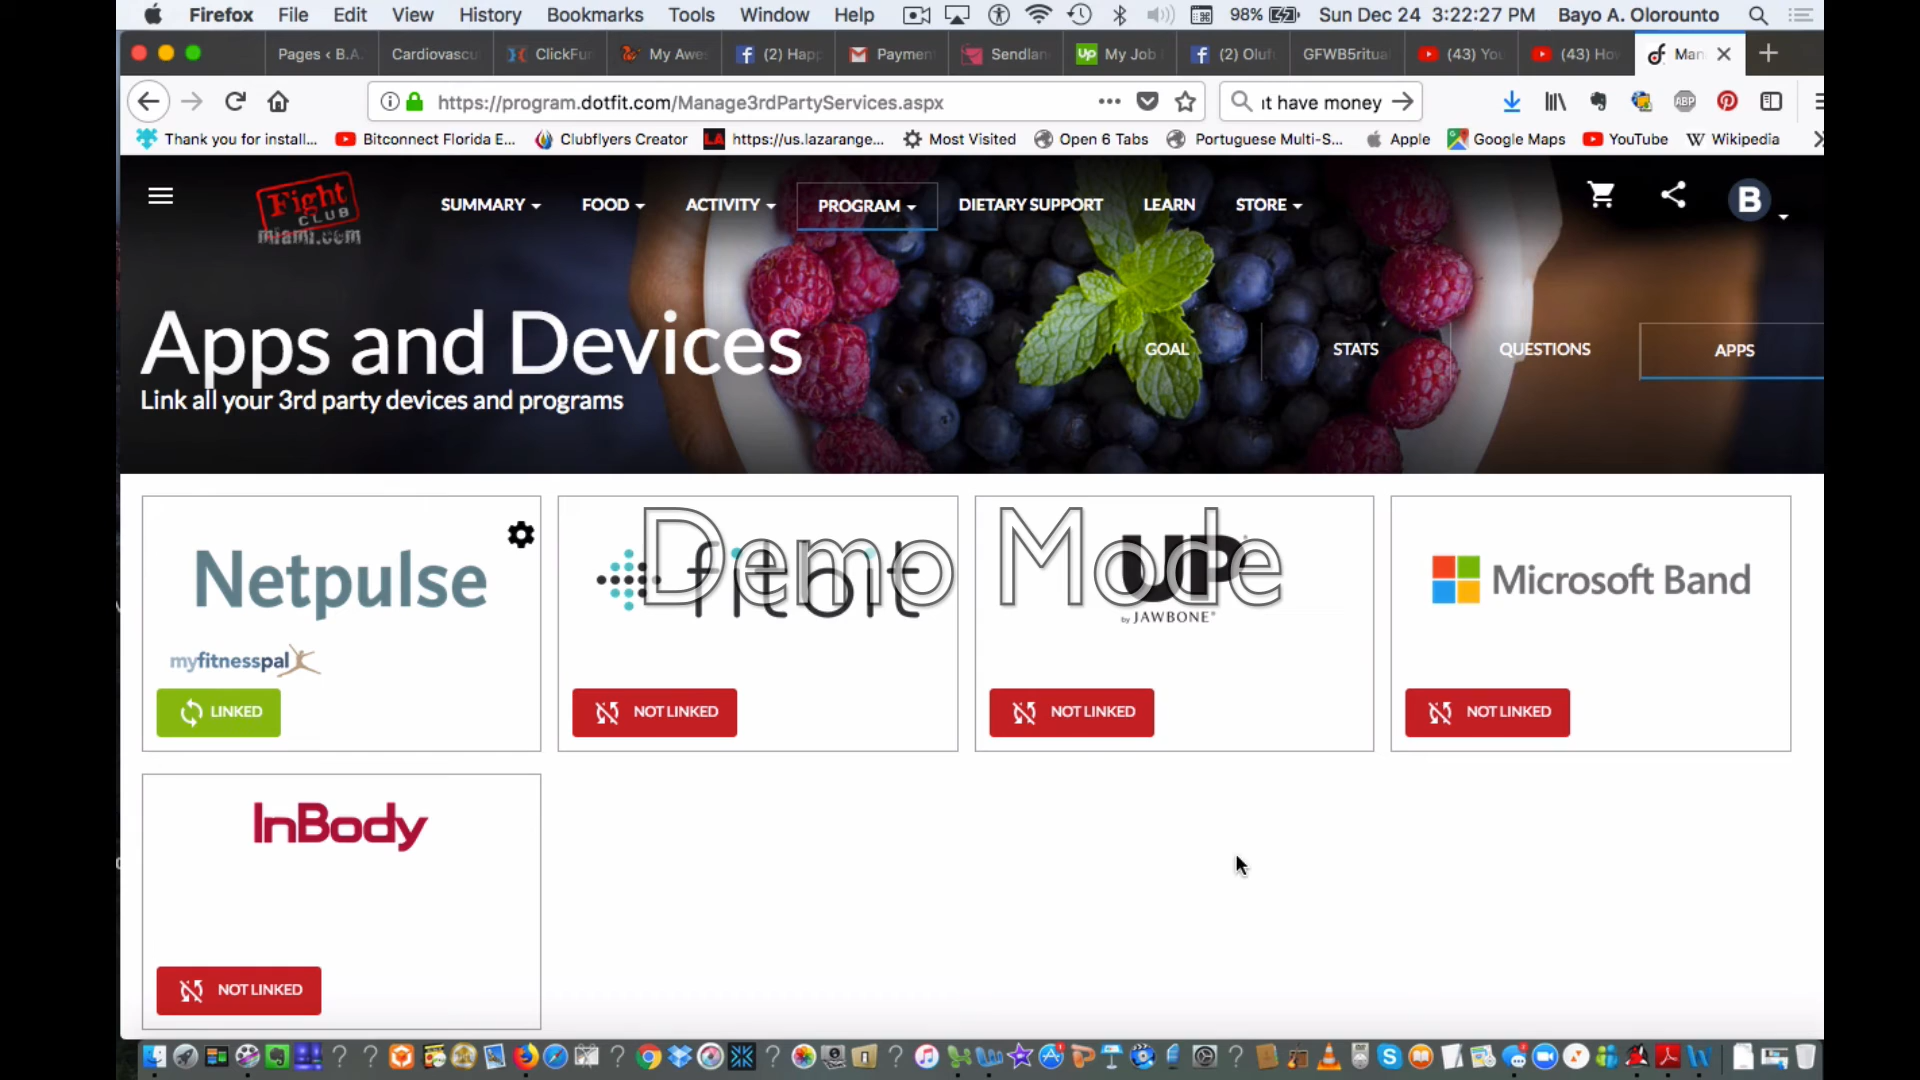 Firefox File Edit View History Bookmarks Tools Window Help 98% Sun Dec 24 3:22:27 PM Bayo A. Olorounto
Pages ‹ B.A. Cardiovascu ClickFu My Awe (2) Happ Paymen Sendlan Up My Job (2) Oluf GFWB5ritua (43) You (43) Ho Man
https://program.dotfit.com/Manage3rdPartyServices.aspx ıt have money ABP
Thank you for install... Bitconnect Florida E... Clubflyers Creator LA https://us.lazarange... Most Visited Open 6 Tabs Portuguese Multi-S... Apple Google Maps YouTube W Wikipedia
Fight CLUB miami.com
SUMMARY FOOD ACTIVITY PROGRAM DIETARY SUPPORT LEARN STORE B
Apps and Devices
GOAL STATS QUESTIONS APPS
Link all your 3rd party devices and programs
Demo Mode
Netpulse fitbit UP® Microsoft Band
by JAWBONE®
myfitnesspal
LINKED NOT LINKED NOT LINKED NOT LINKED
InBody
NOT LINKED